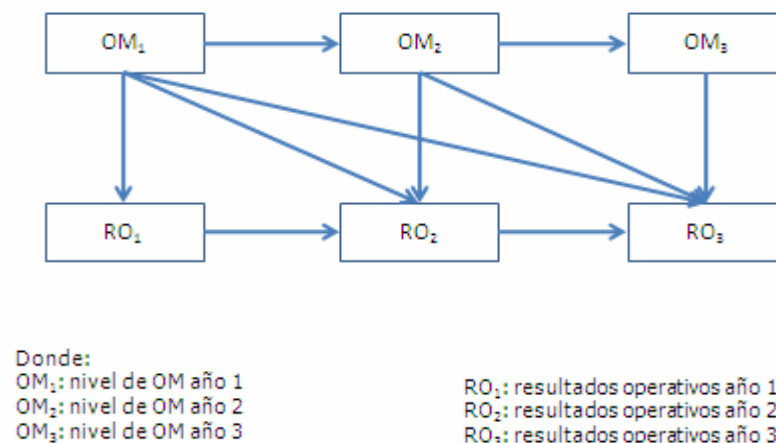 OM₁ OM₂ OM₃
RO₁ RO₂ RO₃
Donde:
OM₁: nivel de OM año 1
OM₂: nivel de OM año 2
OM₃: nivel de OM año 3
RO₁: resultados operativos año 1
RO₂: resultados operativos año 2
RO₃: resultados operativos año 3